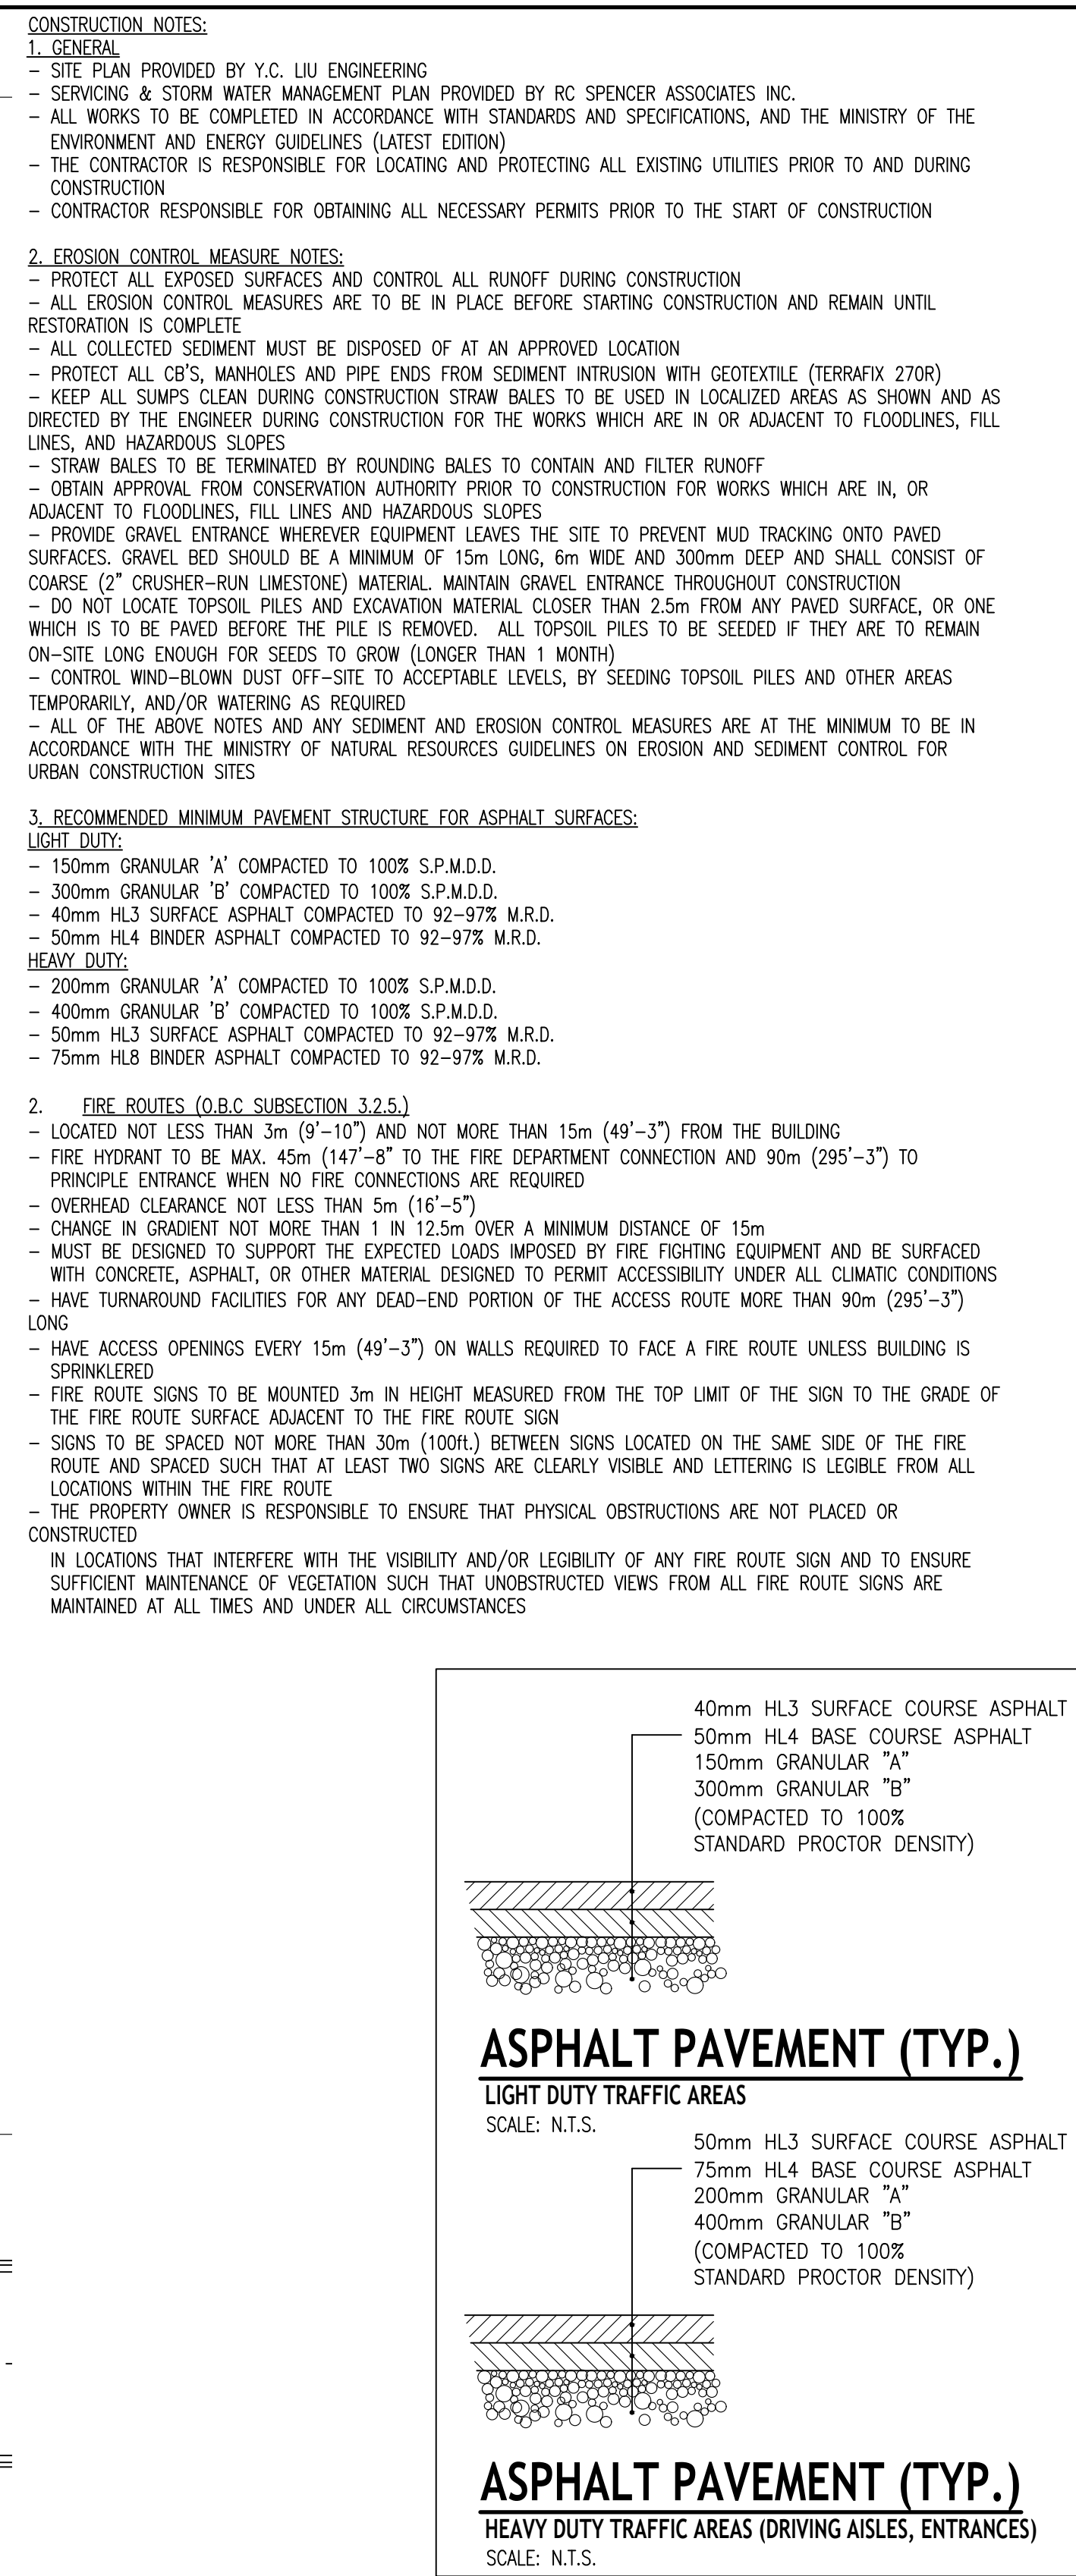 CONSTRUCTION NOTES:
1. GENERAL
– SITE PLAN PROVIDED BY Y.C. LIU ENGINEERING
– SERVICING & STORM WATER MANAGEMENT PLAN PROVIDED BY RC SPENCER ASSOCIATES INC.
– ALL WORKS TO BE COMPLETED IN ACCORDANCE WITH STANDARDS AND SPECIFICATIONS, AND THE MINISTRY OF THE
ENVIRONMENT AND ENERGY GUIDELINES (LATEST EDITION)
– THE CONTRACTOR IS RESPONSIBLE FOR LOCATING AND PROTECTING ALL EXISTING UTILITIES PRIOR TO AND DURING
CONSTRUCTION
– CONTRACTOR RESPONSIBLE FOR OBTAINING ALL NECESSARY PERMITS PRIOR TO THE START OF CONSTRUCTION
2. EROSION CONTROL MEASURE NOTES:
– PROTECT ALL EXPOSED SURFACES AND CONTROL ALL RUNOFF DURING CONSTRUCTION
– ALL EROSION CONTROL MEASURES ARE TO BE IN PLACE BEFORE STARTING CONSTRUCTION AND REMAIN UNTIL
RESTORATION IS COMPLETE
– ALL COLLECTED SEDIMENT MUST BE DISPOSED OF AT AN APPROVED LOCATION
– PROTECT ALL CB'S, MANHOLES AND PIPE ENDS FROM SEDIMENT INTRUSION WITH GEOTEXTILE (TERRAFIX 270R)
– KEEP ALL SUMPS CLEAN DURING CONSTRUCTION STRAW BALES TO BE USED IN LOCALIZED AREAS AS SHOWN AND AS
DIRECTED BY THE ENGINEER DURING CONSTRUCTION FOR THE WORKS WHICH ARE IN OR ADJACENT TO FLOODLINES, FILL
LINES, AND HAZARDOUS SLOPES
– STRAW BALES TO BE TERMINATED BY ROUNDING BALES TO CONTAIN AND FILTER RUNOFF
– OBTAIN APPROVAL FROM CONSERVATION AUTHORITY PRIOR TO CONSTRUCTION FOR WORKS WHICH ARE IN, OR
ADJACENT TO FLOODLINES, FILL LINES AND HAZARDOUS SLOPES
– PROVIDE GRAVEL ENTRANCE WHEREVER EQUIPMENT LEAVES THE SITE TO PREVENT MUD TRACKING ONTO PAVED
SURFACES. GRAVEL BED SHOULD BE A MINIMUM OF 15m LONG, 6m WIDE AND 300mm DEEP AND SHALL CONSIST OF
COARSE (2" CRUSHER–RUN LIMESTONE) MATERIAL. MAINTAIN GRAVEL ENTRANCE THROUGHOUT CONSTRUCTION
– DO NOT LOCATE TOPSOIL PILES AND EXCAVATION MATERIAL CLOSER THAN 2.5m FROM ANY PAVED SURFACE, OR ONE
WHICH IS TO BE PAVED BEFORE THE PILE IS REMOVED. ALL TOPSOIL PILES TO BE SEEDED IF THEY ARE TO REMAIN
ON–SITE LONG ENOUGH FOR SEEDS TO GROW (LONGER THAN 1 MONTH)
– CONTROL WIND–BLOWN DUST OFF–SITE TO ACCEPTABLE LEVELS, BY SEEDING TOPSOIL PILES AND OTHER AREAS
TEMPORARILY, AND/OR WATERING AS REQUIRED
– ALL OF THE ABOVE NOTES AND ANY SEDIMENT AND EROSION CONTROL MEASURES ARE AT THE MINIMUM TO BE IN
ACCORDANCE WITH THE MINISTRY OF NATURAL RESOURCES GUIDELINES ON EROSION AND SEDIMENT CONTROL FOR
URBAN CONSTRUCTION SITES
3. RECOMMENDED MINIMUM PAVEMENT STRUCTURE FOR ASPHALT SURFACES:
LIGHT DUTY:
– 150mm GRANULAR 'A' COMPACTED TO 100% S.P.M.D.D.
– 300mm GRANULAR 'B' COMPACTED TO 100% S.P.M.D.D.
– 40mm HL3 SURFACE ASPHALT COMPACTED TO 92–97% M.R.D.
– 50mm HL4 BINDER ASPHALT COMPACTED TO 92–97% M.R.D.
HEAVY DUTY:
– 200mm GRANULAR 'A' COMPACTED TO 100% S.P.M.D.D.
– 400mm GRANULAR 'B' COMPACTED TO 100% S.P.M.D.D.
– 50mm HL3 SURFACE ASPHALT COMPACTED TO 92–97% M.R.D.
– 75mm HL8 BINDER ASPHALT COMPACTED TO 92–97% M.R.D.
2. FIRE ROUTES (O.B.C SUBSECTION 3.2.5.)
– LOCATED NOT LESS THAN 3m (9'–10") AND NOT MORE THAN 15m (49'–3") FROM THE BUILDING
– FIRE HYDRANT TO BE MAX. 45m (147'–8" TO THE FIRE DEPARTMENT CONNECTION AND 90m (295'–3") TO
PRINCIPLE ENTRANCE WHEN NO FIRE CONNECTIONS ARE REQUIRED
– OVERHEAD CLEARANCE NOT LESS THAN 5m (16'–5")
– CHANGE IN GRADIENT NOT MORE THAN 1 IN 12.5m OVER A MINIMUM DISTANCE OF 15m
– MUST BE DESIGNED TO SUPPORT THE EXPECTED LOADS IMPOSED BY FIRE FIGHTING EQUIPMENT AND BE SURFACED
WITH CONCRETE, ASPHALT, OR OTHER MATERIAL DESIGNED TO PERMIT ACCESSIBILITY UNDER ALL CLIMATIC CONDITIONS
– HAVE TURNAROUND FACILITIES FOR ANY DEAD–END PORTION OF THE ACCESS ROUTE MORE THAN 90m (295'–3")
LONG
– HAVE ACCESS OPENINGS EVERY 15m (49'–3") ON WALLS REQUIRED TO FACE A FIRE ROUTE UNLESS BUILDING IS
SPRINKLERED
– FIRE ROUTE SIGNS TO BE MOUNTED 3m IN HEIGHT MEASURED FROM THE TOP LIMIT OF THE SIGN TO THE GRADE OF
THE FIRE ROUTE SURFACE ADJACENT TO THE FIRE ROUTE SIGN
– SIGNS TO BE SPACED NOT MORE THAN 30m (100ft.) BETWEEN SIGNS LOCATED ON THE SAME SIDE OF THE FIRE
ROUTE AND SPACED SUCH THAT AT LEAST TWO SIGNS ARE CLEARLY VISIBLE AND LETTERING IS LEGIBLE FROM ALL
LOCATIONS WITHIN THE FIRE ROUTE
– THE PROPERTY OWNER IS RESPONSIBLE TO ENSURE THAT PHYSICAL OBSTRUCTIONS ARE NOT PLACED OR
CONSTRUCTED
IN LOCATIONS THAT INTERFERE WITH THE VISIBILITY AND/OR LEGIBILITY OF ANY FIRE ROUTE SIGN AND TO ENSURE
SUFFICIENT MAINTENANCE OF VEGETATION SUCH THAT UNOBSTRUCTED VIEWS FROM ALL FIRE ROUTE SIGNS ARE
MAINTAINED AT ALL TIMES AND UNDER ALL CIRCUMSTANCES
40mm HL3 SURFACE COURSE ASPHALT
50mm HL4 BASE COURSE ASPHALT
150mm GRANULAR "A"
300mm GRANULAR "B"
(COMPACTED TO 100%
STANDARD PROCTOR DENSITY)
ASPHALT PAVEMENT (TYP.)
LIGHT DUTY TRAFFIC AREAS
SCALE: N.T.S.
50mm HL3 SURFACE COURSE ASPHALT
75mm HL4 BASE COURSE ASPHALT
200mm GRANULAR "A"
400mm GRANULAR "B"
(COMPACTED TO 100%
STANDARD PROCTOR DENSITY)
ASPHALT PAVEMENT (TYP.)
HEAVY DUTY TRAFFIC AREAS (DRIVING AISLES, ENTRANCES)
SCALE: N.T.S.